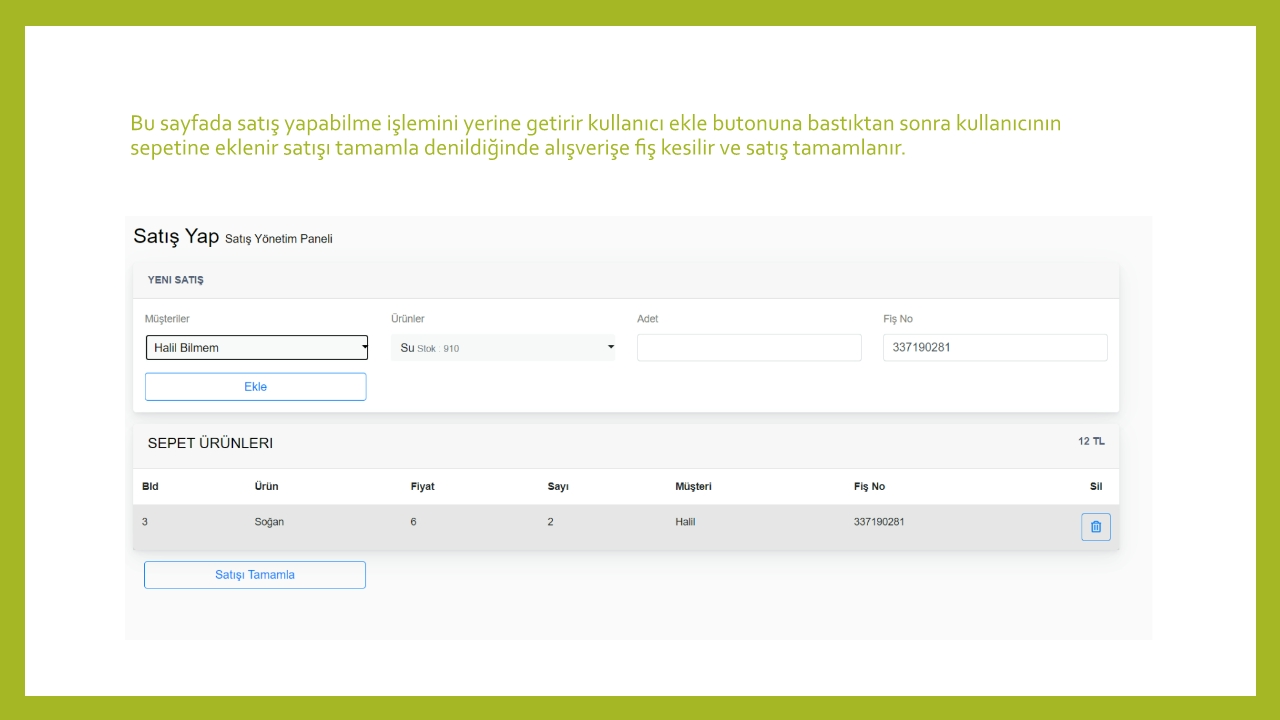 Bu sayfada satış yapabilme işlemini yerine getirir kullanıcı ekle butonuna bastıktan sonra kullanıcının
sepetine eklenir satışı tamamla denildiğinde alışverişe fiş kesilir ve satış tamamlanır.
Satış Yap Satış Yönetim Paneli
YENI SATIŞ
Müşteriler Ürünler Adet Fiş No
Halil Bilmem Su Stok : 910 337190281
Ekle
SEPET ÜRÜNLERI 12 TL
BId Ürün Fiyat Sayı Müşteri Fiş No Sil
3 Soğan 6 2 Halil 337190281
Satışı Tamamla